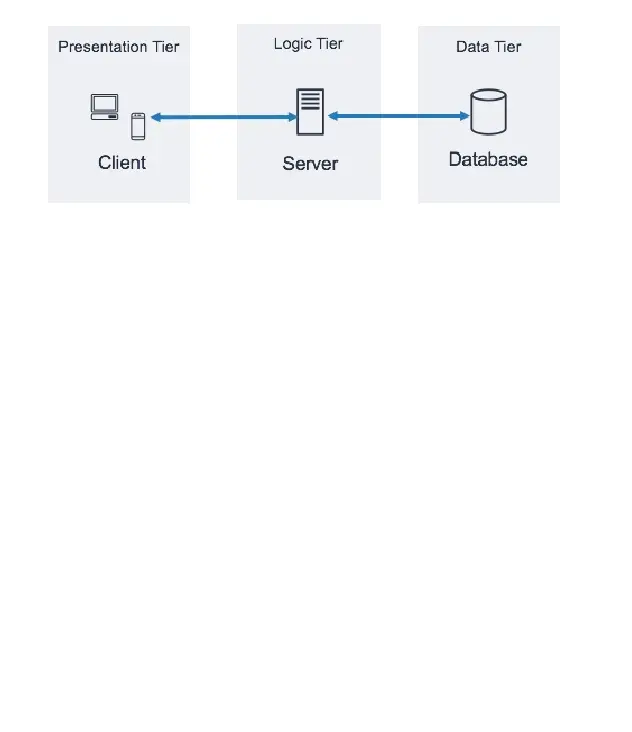 Presentation Tier
Client
Logic Tier
Server
Data Tier
Database